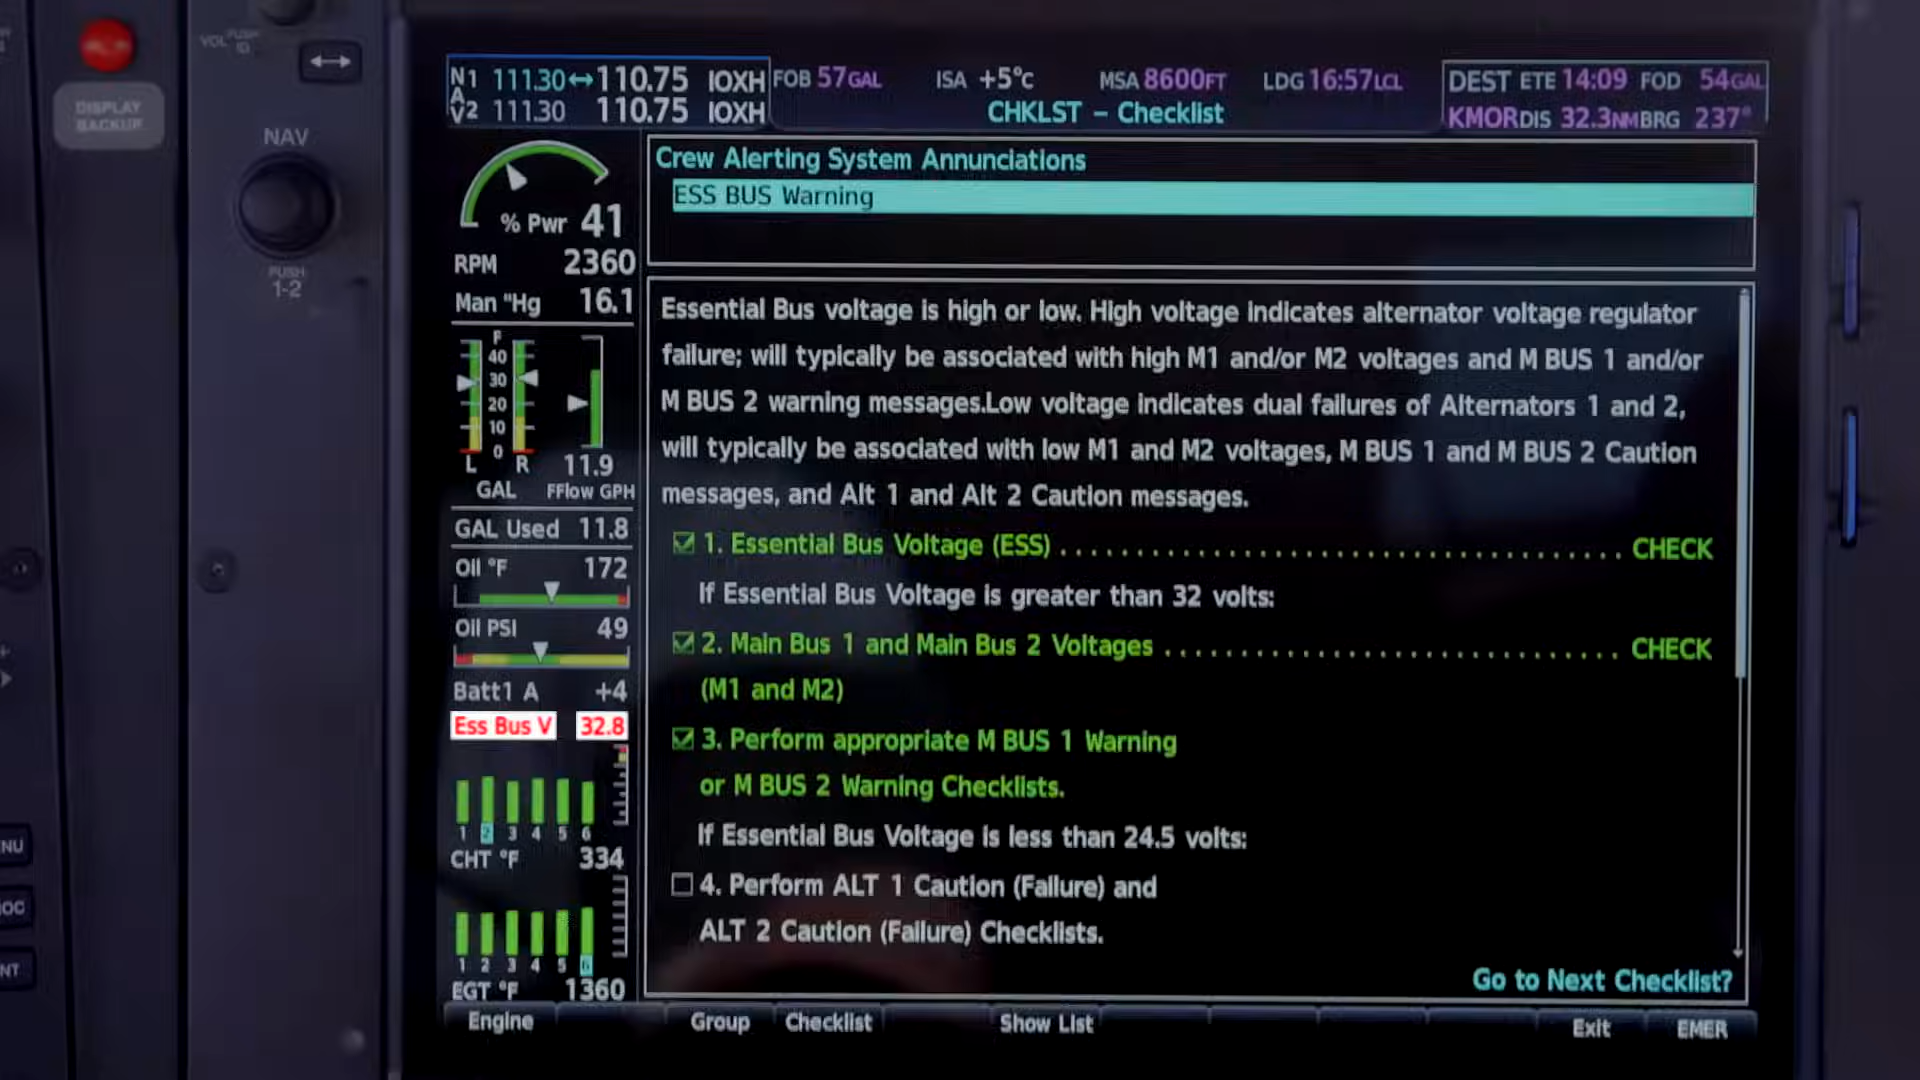 VOL PUSH ID
DISPLAY
BACKUP
NAV
PUSH
1-2
N1 111.30↔110.75 IOXH
A
V2 111.30 110.75 IOXH
FOB 57GAL ISA +5°C MSA 8600FT LDG 16:57LCL
CHKLST – Checklist
DEST ETE 14:09 FOD 54GAL
KMOR DIS 32.3NM BRG 237°
% Pwr 41
RPM 2360
Man "Hg 16.1
F
40
30
20
10
0
L R 11.9
GAL FFlow GPH
GAL Used 11.8
Oil °F 172
Oil PSI 49
Batt1 A +4
Ess Bus V 32.8
1 2 3 4 5 6
CHT °F 334
1 2 3 4 5 6
EGT °F 1360
Crew Alerting System Annunciations
ESS BUS Warning
Essential Bus voltage is high or low. High voltage indicates alternator voltage regulator
failure; will typically be associated with high M1 and/or M2 voltages and M BUS 1 and/or
M BUS 2 warning messages.Low voltage indicates dual failures of Alternators 1 and 2,
will typically be associated with low M1 and M2 voltages, M BUS 1 and M BUS 2 Caution
messages, and Alt 1 and Alt 2 Caution messages.
1. Essential Bus Voltage (ESS) . . . . . . . . . . CHECK
If Essential Bus Voltage is greater than 32 volts:
2. Main Bus 1 and Main Bus 2 Voltages . . . . . . . . . . CHECK
(M1 and M2)
3. Perform appropriate M BUS 1 Warning
or M BUS 2 Warning Checklists.
If Essential Bus Voltage is less than 24.5 volts:
4. Perform ALT 1 Caution (Failure) and
ALT 2 Caution (Failure) Checklists.
Go to Next Checklist?
Engine Group Checklist Show List Exit EMER